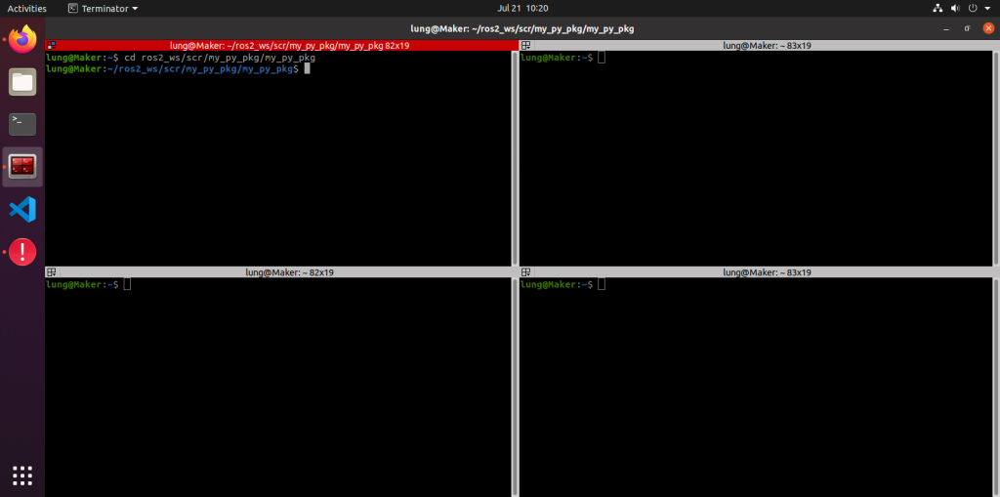 Activities
Terminator
Jul 21 10:20
lung@Maker: ~/ros2_ws/scr/my_py_pkg/my_py_pkg
lung@Maker: ~/ros2_ws/scr/my_py_pkg/my_py_pkg 82x19
lung@Maker:~$ cd ros2_ws/scr/my_py_pkg/my_py_pkg
lung@Maker:~/ros2_ws/scr/my_py_pkg/my_py_pkg$
lung@Maker: ~ 83x19
lung@Maker:~$
lung@Maker: ~ 82x19
lung@Maker:~$
lung@Maker: ~ 83x19
lung@Maker:~$